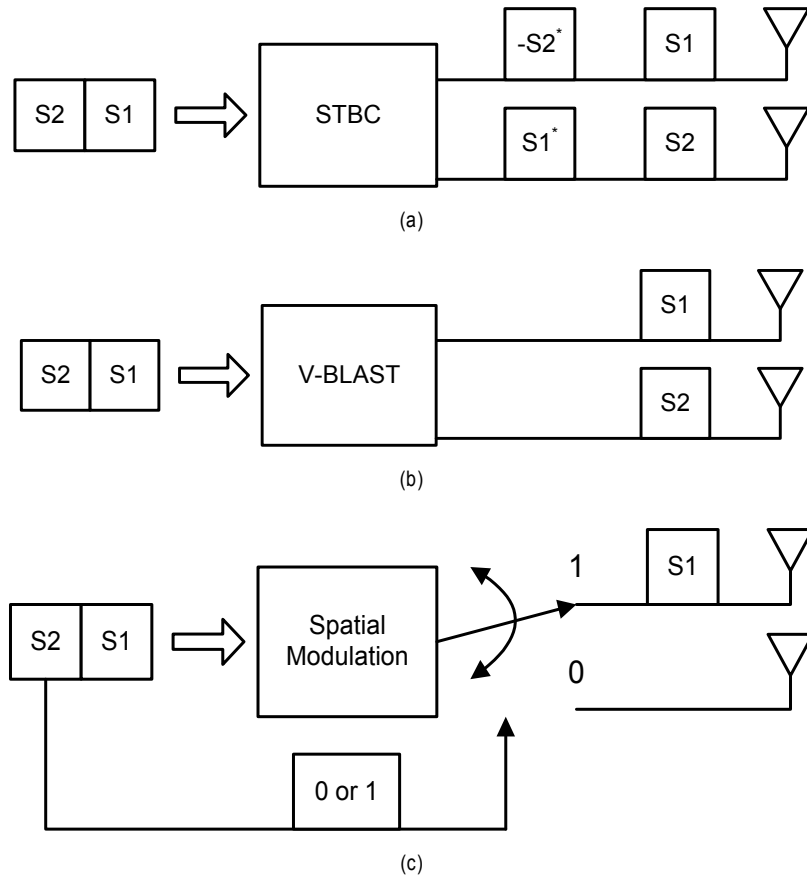 -S2* S1
S2 S1 STBC
S1* S2
(a)
S1
S2 S1 V-BLAST
S2
(b)
1 S1
S2 S1 Spatial
Modulation
0
0 or 1
(c)